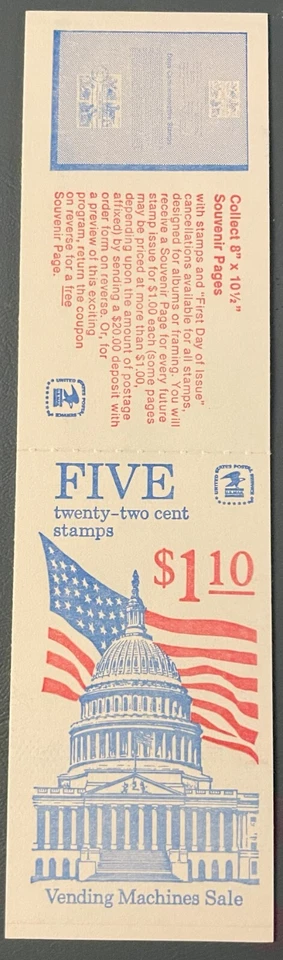 Collect 8" x 10½"
Souvenir Pages
with stamps and "First Day of Issue"
cancellations available for all stamps,
designed for albums or framing. You will
receive a Souvenir Page for every future
stamp issue for $1.00 each (some pages
may be priced at more than $1.00,
depending upon the amount of postage
affixed) by sending a $20.00 deposit with
order form on reverse. Or, for
a preview of this exciting
program, return the coupon
on reverse for a free
Souvenir Page.
UNITED STATES POSTAL SERVICE
UNITED STATES POSTAL SERVICE
FIVE
twenty-two cent
stamps
$1 10
Vending Machines Sale